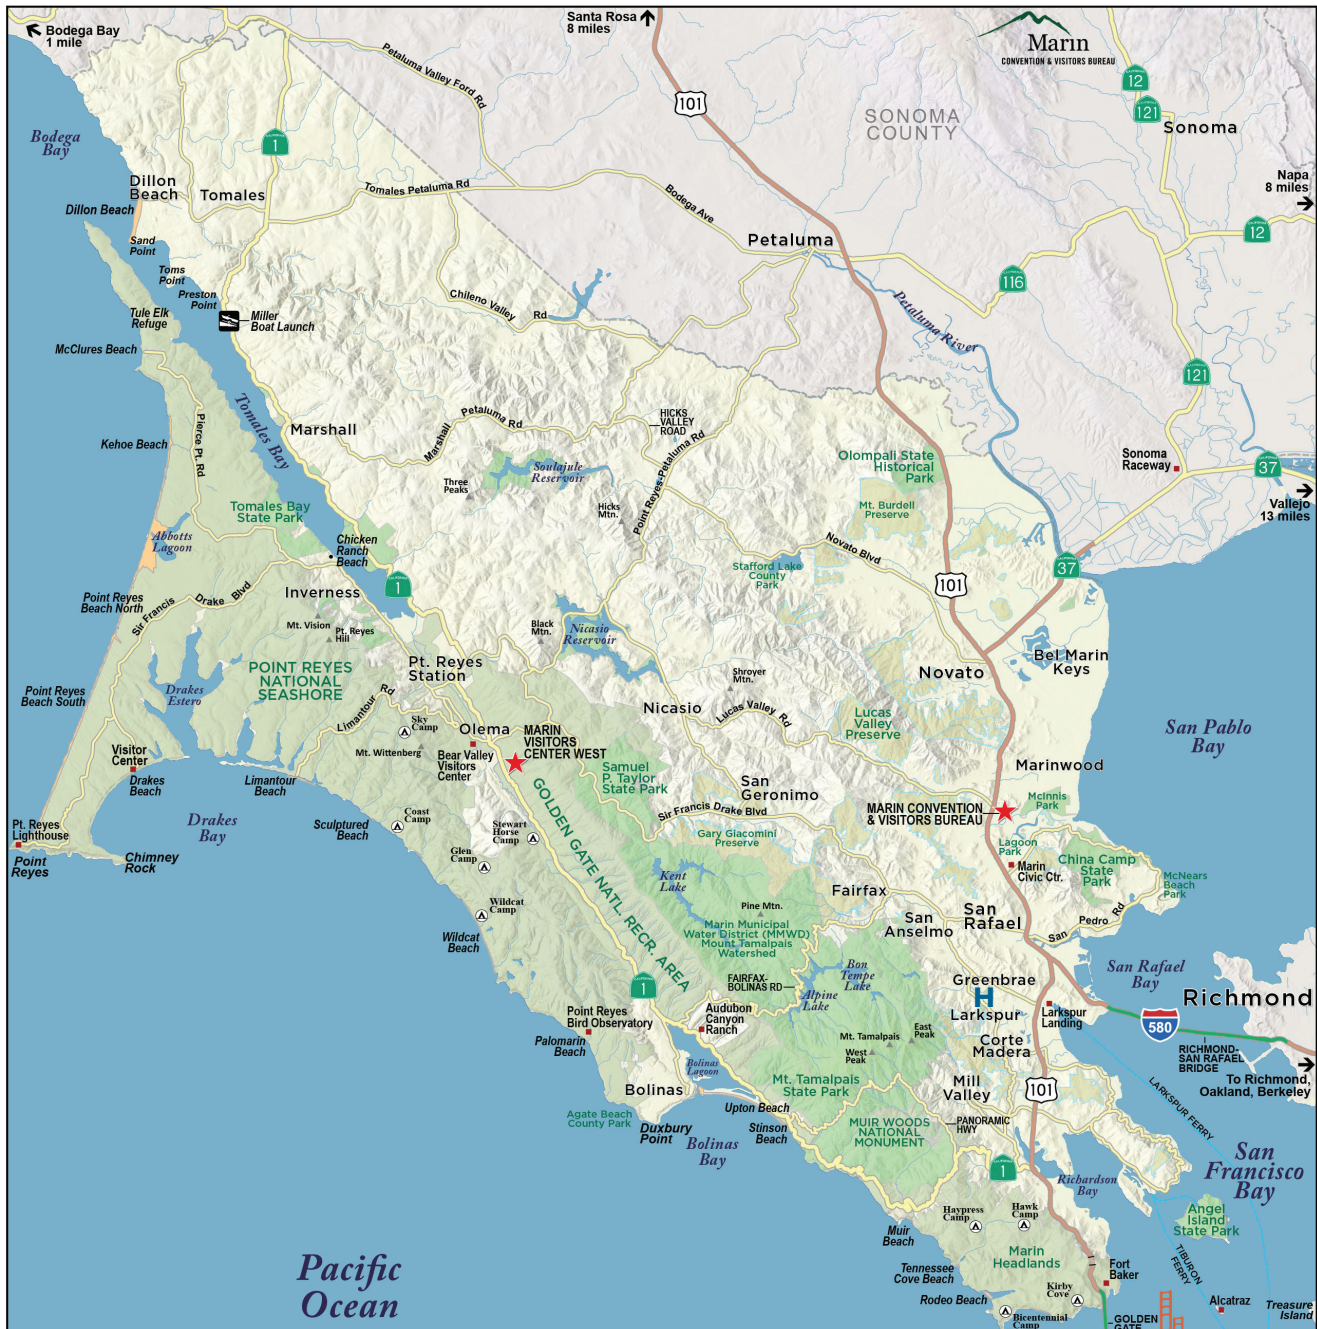 Bodega Bay
1 mile
Santa Rosa
8 miles
Marin
CONVENTION & VISITORS BUREAU
Petaluma Valley Ford Rd
101
12
121
SONOMA
COUNTY
Sonoma
Bodega
Bay
1
Napa
8 miles
Dillon
Beach
Tomales
Tomales Petaluma Rd
Bodega Ave
Dillon Beach
12
Petaluma
Sand
Point
Toms
Point
116
Preston
Point
Chileno Valley
Rd
Petaluma River
Tule Elk
Refuge
Miller
Boat Launch
McClures Beach
121
Tomales Bay
Pierce Pt. Rd
Marshall
Marshall
Petaluma Rd
HICKS
VALLEY
ROAD
Kehoe Beach
Point Reyes-Petaluma Rd
Olompali State
Historical
Park
Sonoma
Raceway
37
Soulajule
Reservoir
Three
Peaks
Vallejo
13 miles
Tomales Bay
State Park
Hicks
Mtn.
Mt. Burdell
Preserve
Abbotts
Lagoon
Chicken
Ranch
Beach
Novato Blvd
Stafford Lake
County
Park
37
1
101
Point Reyes
Beach North
Sir Francis
Drake Blvd
Inverness
Mt. Vision
Pt. Reyes
Hill
Black
Mtn.
Nicasio
Reservoir
Bel Marin
Keys
POINT REYES
NATIONAL
SEASHORE
Pt. Reyes
Station
Shroyer
Mtn.
Novato
Point Reyes
Beach South
Drakes
Estero
Limantour
Rd
Nicasio
Lucas Valley Rd
Lucas
Valley
Preserve
San Pablo
Bay
Sky
Camp
Olema
MARIN
VISITORS
CENTER WEST
Mt. Wittenberg
Bear Valley
Visitors
Center
Visitor
Center
Drakes
Beach
Limantour
Beach
Samuel
P. Taylor
State Park
San
Geronimo
Marinwood
McInnis
Park
MARIN CONVENTION
& VISITORS BUREAU
Sir Francis Drake Blvd
Drakes
Bay
Sculptured
Beach
Coast
Camp
Stewart
Horse
Camp
GOLDEN GATE NATL. RECR. AREA
Gary Giacomini
Preserve
Pt. Reyes
Lighthouse
Point
Reyes
Chimney
Rock
Glen
Camp
Lagoon
Park
Marin
Civic Ctr.
China Camp
State
Park
McNears
Beach
Park
Kent
Lake
Fairfax
Wildcat
Camp
Pine Mtn.
San
Anselmo
San
Rafael
San
Pedro
Rd
Wildcat
Beach
Marin Municipal
Water District (MMWD)
Mount Tamalpais
Watershed
FAIRFAX-
BOLINAS RD
Bon
Tempe
Lake
Alpine
Lake
Greenbrae
H
Larkspur
San Rafael
Bay
Richmond
1
Larkspur
Landing
580
Point Reyes
Bird Observatory
Audubon
Canyon
Ranch
Palomarin
Beach
Mt. Tamalpais
East
Peak
West
Peak
Corte
Madera
RICHMOND-
SAN RAFAEL
BRIDGE
To Richmond,
Oakland, Berkeley
Bolinas
Lagoon
Bolinas
Mt. Tamalpais
State Park
Mill
Valley
101
LARKSPUR FERRY
Agate Beach
County Park
Upton Beach
Duxbury
Point
Stinson
Beach
Bolinas
Bay
MUIR WOODS
NATIONAL
MONUMENT
PANORAMIC
HWY
1
Richardson
Bay
San
Francisco
Bay
Angel
Island
State Park
Haypress
Camp
Hawk
Camp
Muir
Beach
Marin
Headlands
TIBURON
FERRY
Pacific
Ocean
Tennessee
Cove Beach
Fort
Baker
Kirby
Cove
Rodeo Beach
Alcatraz
Treasure
Island
Bicentennial
Camp
GOLDEN
GATE